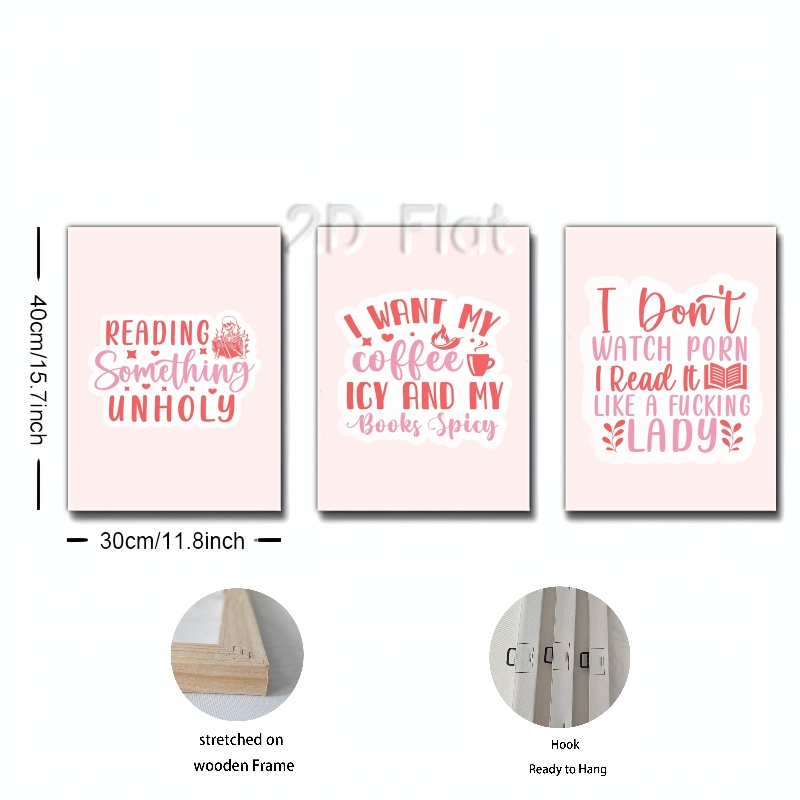 2D Flat
40cm/15.7inch
READING
Something
UNHOLY
I WANT MY
coffee
ICY AND MY
Books Spicy
I Don't
WATCH PORN
I Read It
LIKE A FUCKING
LADY
30cm/11.8inch
stretched on
wooden Frame
Hook
Ready to Hang